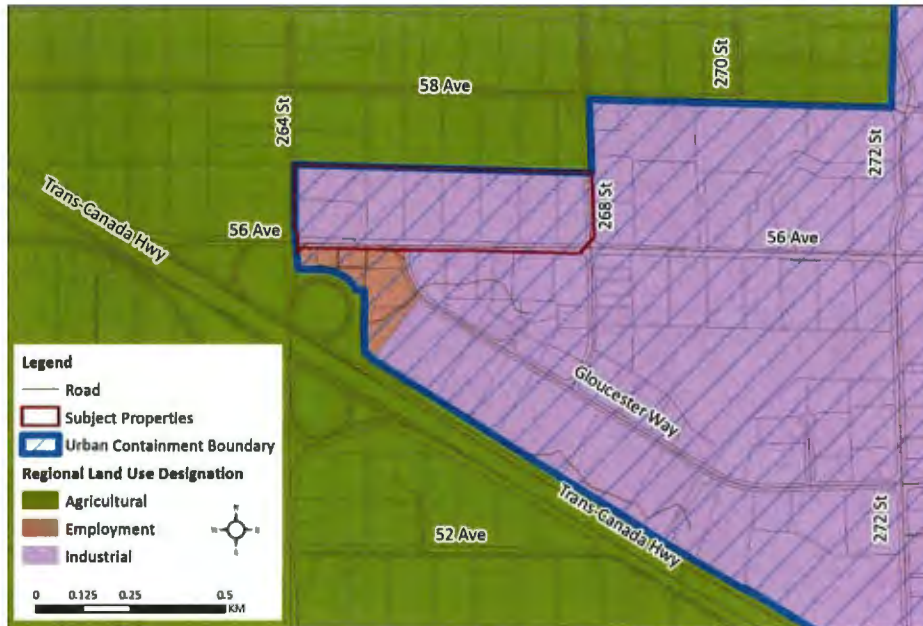 270 St
58 Ave
264 St
272 St
Trans-Canada Hwy
268 St
56 Ave
56 Ave
Legend
Road
Subject Properties
Urban Containment Boundary
Regional Land Use Designation
Agricultural
Employment
Industrial
N
W E
S
0 0.125 0.25 0.5
KM
Gloucester Way
Trans-Canada Hwy
52 Ave
272 St